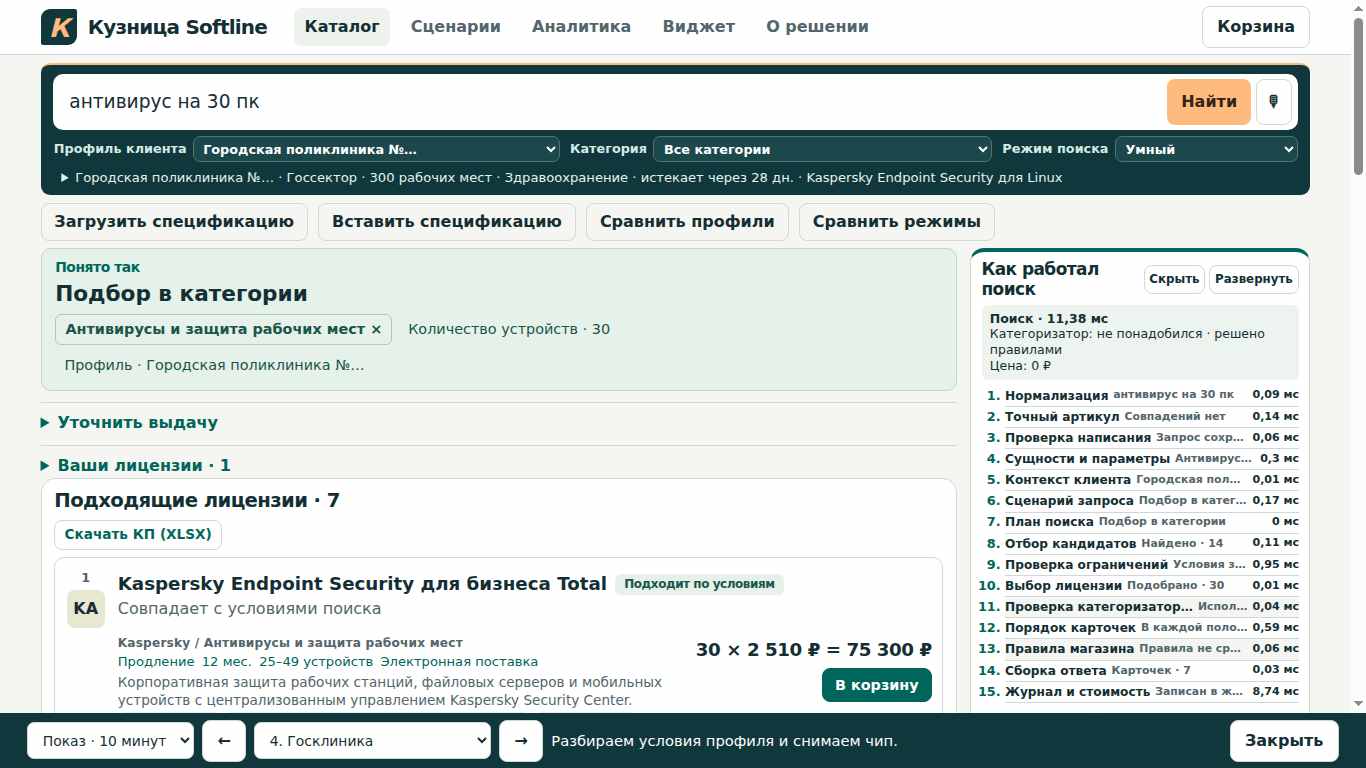 К Кузница Softline Каталог Сценарии Аналитика Виджет О решении Корзина
антивирус на 30 пк Найти
Профиль клиента Городская поликлиника №… Категория Все категории Режим поиска Умный
Городская поликлиника №… · Госсектор · 300 рабочих мест · Здравоохранение · истекает через 28 дн. · Kaspersky Endpoint Security для Linux
Загрузить спецификацию Вставить спецификацию Сравнить профили Сравнить режимы
Понято так
Подбор в категории
Антивирусы и защита рабочих мест × Количество устройств · 30
Профиль · Городская поликлиника №…
Уточнить выдачу
Ваши лицензии · 1
Подходящие лицензии · 7
Скачать КП (XLSX)
1
KA
Kaspersky Endpoint Security для бизнеса Total Подходит по условиям
Совпадает с условиями поиска
Kaspersky / Антивирусы и защита рабочих мест
Продление 12 мес. 25–49 устройств Электронная поставка
Корпоративная защита рабочих станций, файловых серверов и мобильных
устройств с централизованным управлением Kaspersky Security Center.
30 × 2 510 ₽ = 75 300 ₽
В корзину
Как работал
поиск
Скрыть Развернуть
Поиск · 11,38 мс
Категоризатор: не понадобился · решено
правилами
Цена: 0 ₽
1. Нормализация антивирус на 30 пк 0,09 мс
2. Точный артикул Совпадений нет 0,14 мс
3. Проверка написания Запрос сохр… 0,06 мс
4. Сущности и параметры Антивирус… 0,3 мс
5. Контекст клиента Городская пол… 0,01 мс
6. Сценарий запроса Подбор в катег… 0,17 мс
7. План поиска Подбор в категории 0 мс
8. Отбор кандидатов Найдено · 14 0,11 мс
9. Проверка ограничений Условия з… 0,95 мс
10. Выбор лицензии Подобрано · 30 0,01 мс
11. Проверка категоризатор… Испол… 0,04 мс
12. Порядок карточек В каждой поло… 0,59 мс
13. Правила магазина Правила не ср… 0,06 мс
14. Сборка ответа Карточек · 7 0,03 мс
15. Журнал и стоимость Записан в ж… 8,74 мс
Показ · 10 минут ← 4. Госклиника → Разбираем условия профиля и снимаем чип. Закрыть